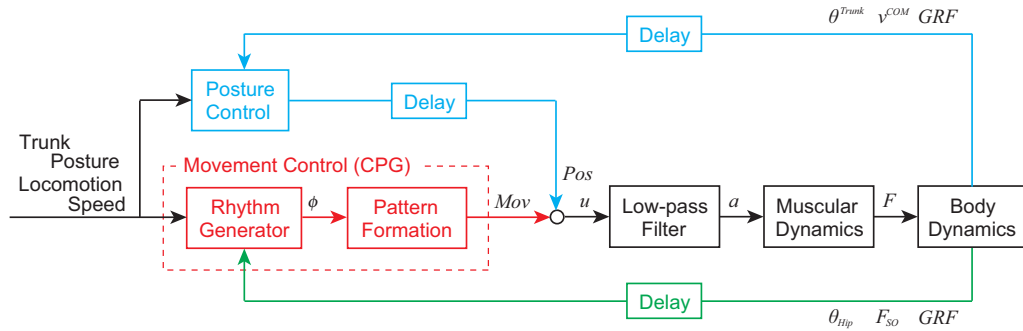 θ^Trunk v^COM GRF
Delay
Posture
Control
Delay
Trunk
Posture
Locomotion
Speed
Movement Control (CPG)
Pos
Rhythm
Generator
ϕ
Pattern
Formation
Mov
u
Low-pass
Filter
a
Muscular
Dynamics
F
Body
Dynamics
Delay
θ_Hip F_SO GRF